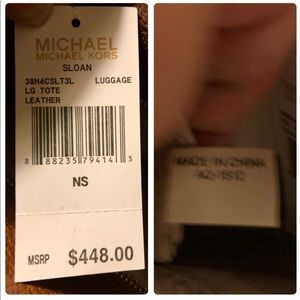 MICHAEL
MICHAEL KORS
SLOAN
38H4CSLT3L LUGGAGE
LG TOTE
LEATHER
8 88235 79414 3
NS
MSRP $448.00
MADE IN CHINA